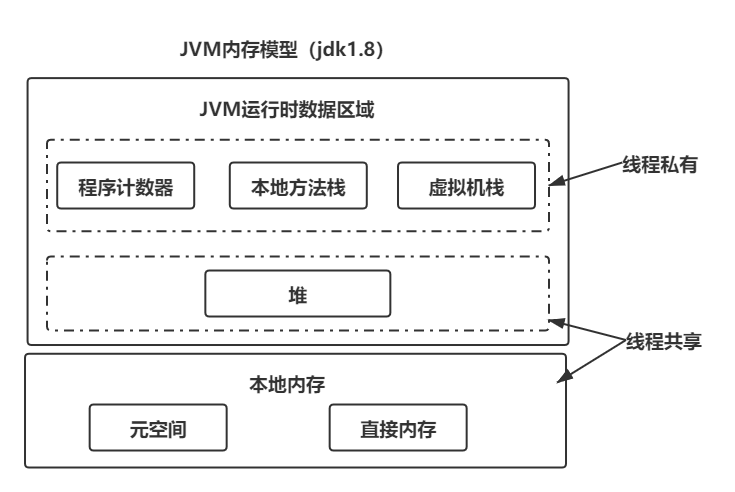 JVM内存模型（jdk1.8）
JVM运行时数据区域
程序计数器
本地方法栈
虚拟机栈
线程私有
堆
线程共享
本地内存
元空间
直接内存